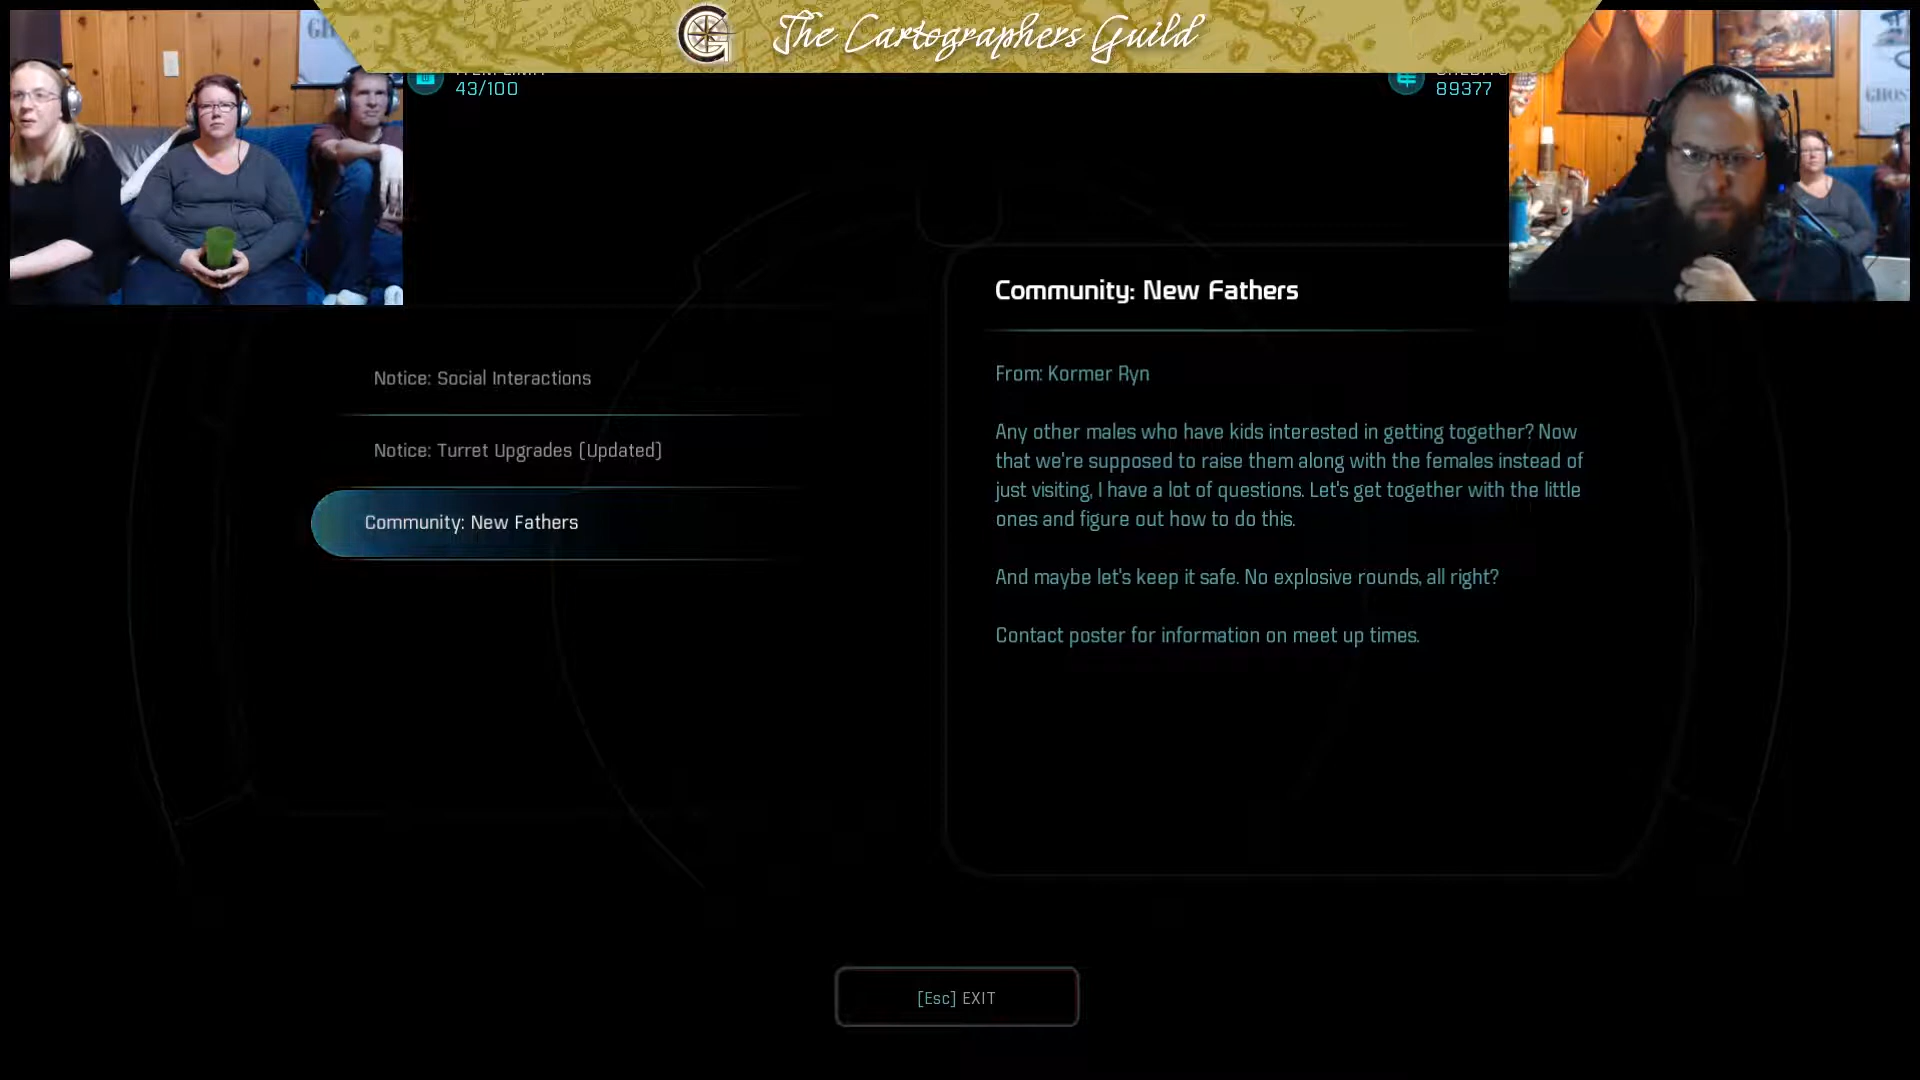 The Cartographers Guild
43/100
89377
Community: New Fathers
From: Kormer Ryn
Notice: Social Interactions
Any other males who have kids interested in getting together? Now
that we're supposed to raise them along with the females instead of
just visiting, I have a lot of questions. Let's get together with the little
ones and figure out how to do this.
Notice: Turret Upgrades [Updated]
Community: New Fathers
And maybe let's keep it safe. No explosive rounds, all right?
Contact poster for information on meet up times.
[Esc] EXIT